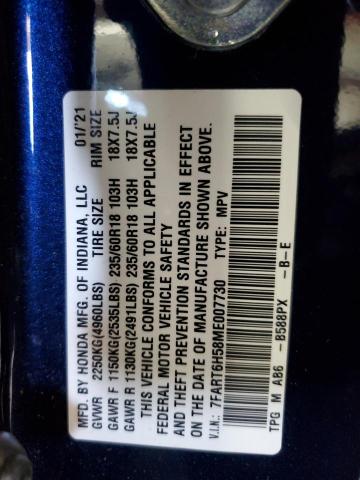 MFD. BY HONDA MFG. OF INDIANA, LLC 01/'21
GVWR 2250KG(4960LBS) TIRE SIZE RIM SIZE
GAWR F 1150KG(2535LBS) 235/60R18 103H 18X7.5J
GAWR R 1130KG(2491LBS) 235/60R18 103H 18X7.5J
THIS VEHICLE CONFORMS TO ALL APPLICABLE
FEDERAL MOTOR VEHICLE SAFETY
AND THEFT PREVENTION STANDARDS IN EFFECT
ON THE DATE OF MANUFACTURE SHOWN ABOVE.
V.I.N.: 7FART6H58ME007730 TYPE: MPV
TPG M AB6 -B588PX -B-E